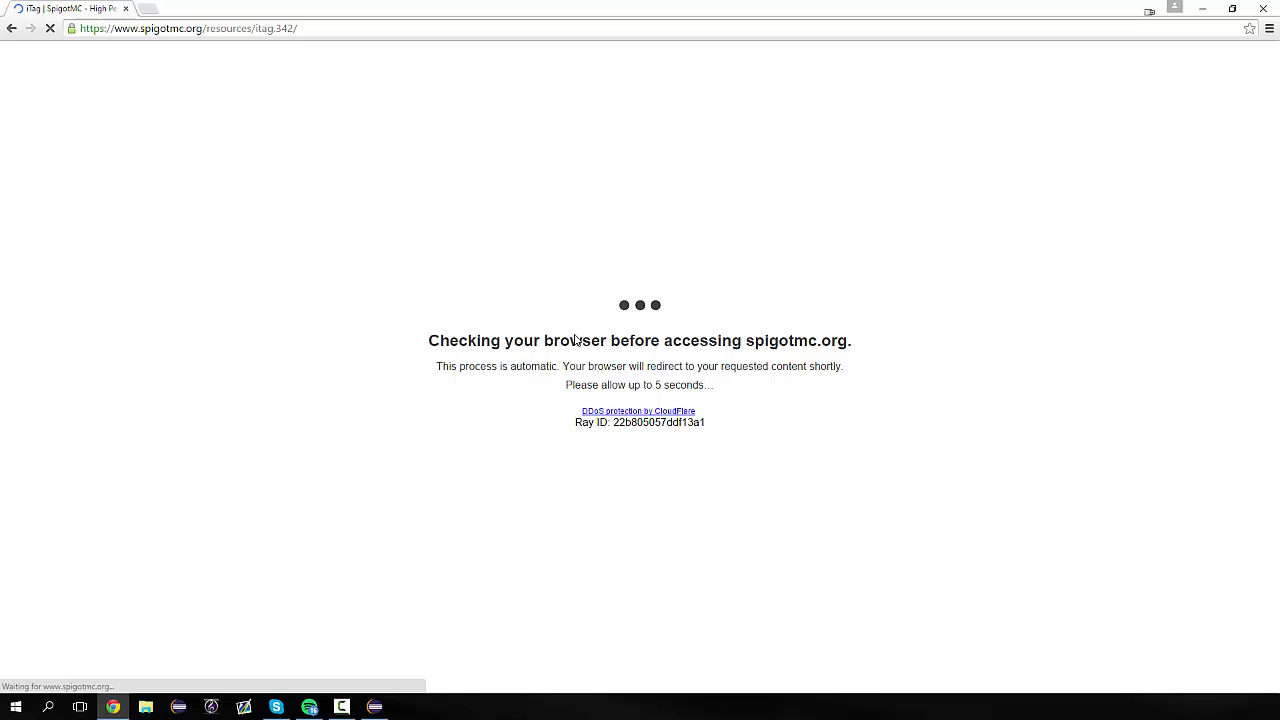 iTag | SpigotMC - High Pe
https://www.spigotmc.org/resources/itag.342/
Checking your browser before accessing spigotmc.org.
This process is automatic. Your browser will redirect to your requested content shortly.
Please allow up to 5 seconds…
DDoS protection by CloudFlare
Ray ID: 22b805057ddf13a1
Waiting for www.spigotmc.org...